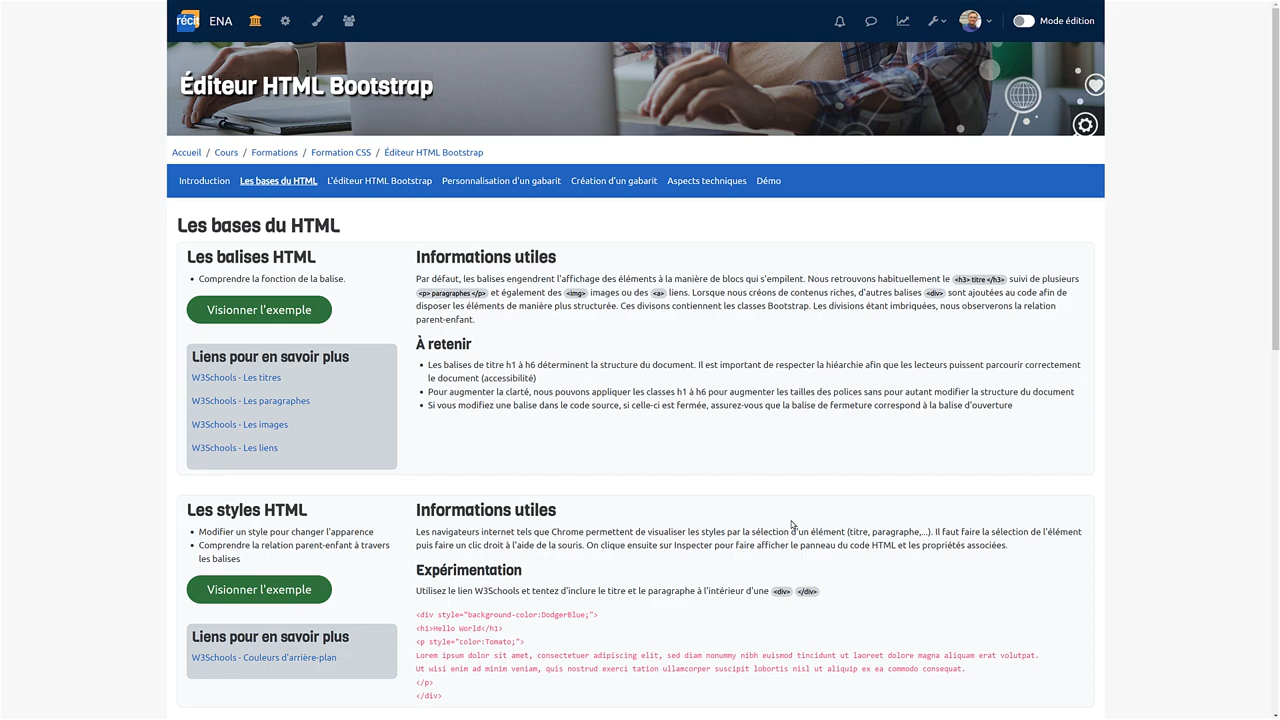 récit ENA Mode édition
Éditeur HTML Bootstrap
Accueil / Cours / Formations / Formation CSS / Éditeur HTML Bootstrap
Introduction Les bases du HTML L'éditeur HTML Bootstrap Personnalisation d'un gabarit Création d'un gabarit Aspects techniques Démo
Les bases du HTML
Les balises HTML
Comprendre la fonction de la balise.
Visionner l'exemple
Liens pour en savoir plus
W3Schools - Les titres
W3Schools - Les paragraphes
W3Schools - Les images
W3Schools - Les liens
Informations utiles
Par défaut, les balises engendrent l'affichage des éléments à la manière de blocs qui s'empilent. Nous retrouvons habituellement le <h3> titre </h3> suivi de plusieurs
<p> paragraphes </p> et également des <img> images ou des <a> liens. Lorsque nous créons de contenus riches, d'autres balises <div> sont ajoutées au code afin de
disposer les éléments de manière plus structurée. Ces divisons contiennent les classes Bootstrap. Les divisions étant imbriquées, nous observerons la relation
parent-enfant.
À retenir
Les balises de titre h1 à h6 déterminent la structure du document. Il est important de respecter la hiéarchie afin que les lecteurs puissent parcourir correctement
le document (accessibilité)
Pour augmenter la clarté, nous pouvons appliquer les classes h1 à h6 pour augmenter les tailles des polices sans pour autant modifier la structure du document
Si vous modifiez une balise dans le code source, si celle-ci est fermée, assurez-vous que la balise de fermeture correspond à la balise d'ouverture
Les styles HTML
Modifier un style pour changer l'apparence
Comprendre la relation parent-enfant à travers
les balises
Visionner l'exemple
Liens pour en savoir plus
W3Schools - Couleurs d'arrière-plan
Informations utiles
Les navigateurs internet tels que Chrome permettent de visualiser les styles par la sélection d'un élément (titre, paragraphe,...). Il faut faire la sélection de l'élément
puis faire un clic droit à l'aide de la souris. On clique ensuite sur Inspecter pour faire afficher le panneau du code HTML et les propriétés associées.
Expérimentation
Utilisez le lien W3Schools et tentez d'inclure le titre et le paragraphe à l'intérieur d'une <div> </div>
<div style="background-color:DodgerBlue;">
<h1>Hello World</h1>
<p style="color:Tomato;">
Lorem ipsum dolor sit amet, consectetuer adipiscing elit, sed diam nonummy nibh euismod tincidunt ut laoreet dolore magna aliquam erat volutpat.
Ut wisi enim ad minim veniam, quis nostrud exerci tation ullamcorper suscipit lobortis nisl ut aliquip ex ea commodo consequat.
</p>
</div>